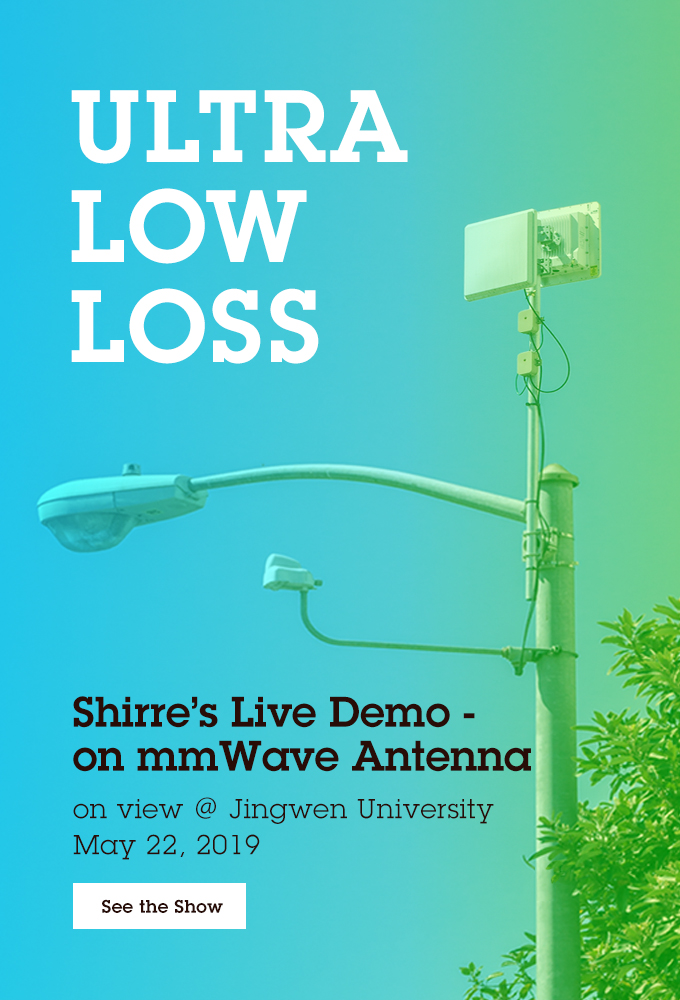 ULTRA
LOW
LOSS
Shirre's Live Demo -
on mmWave Antenna
on view @ Jingwen University
May 22, 2019
See the Show